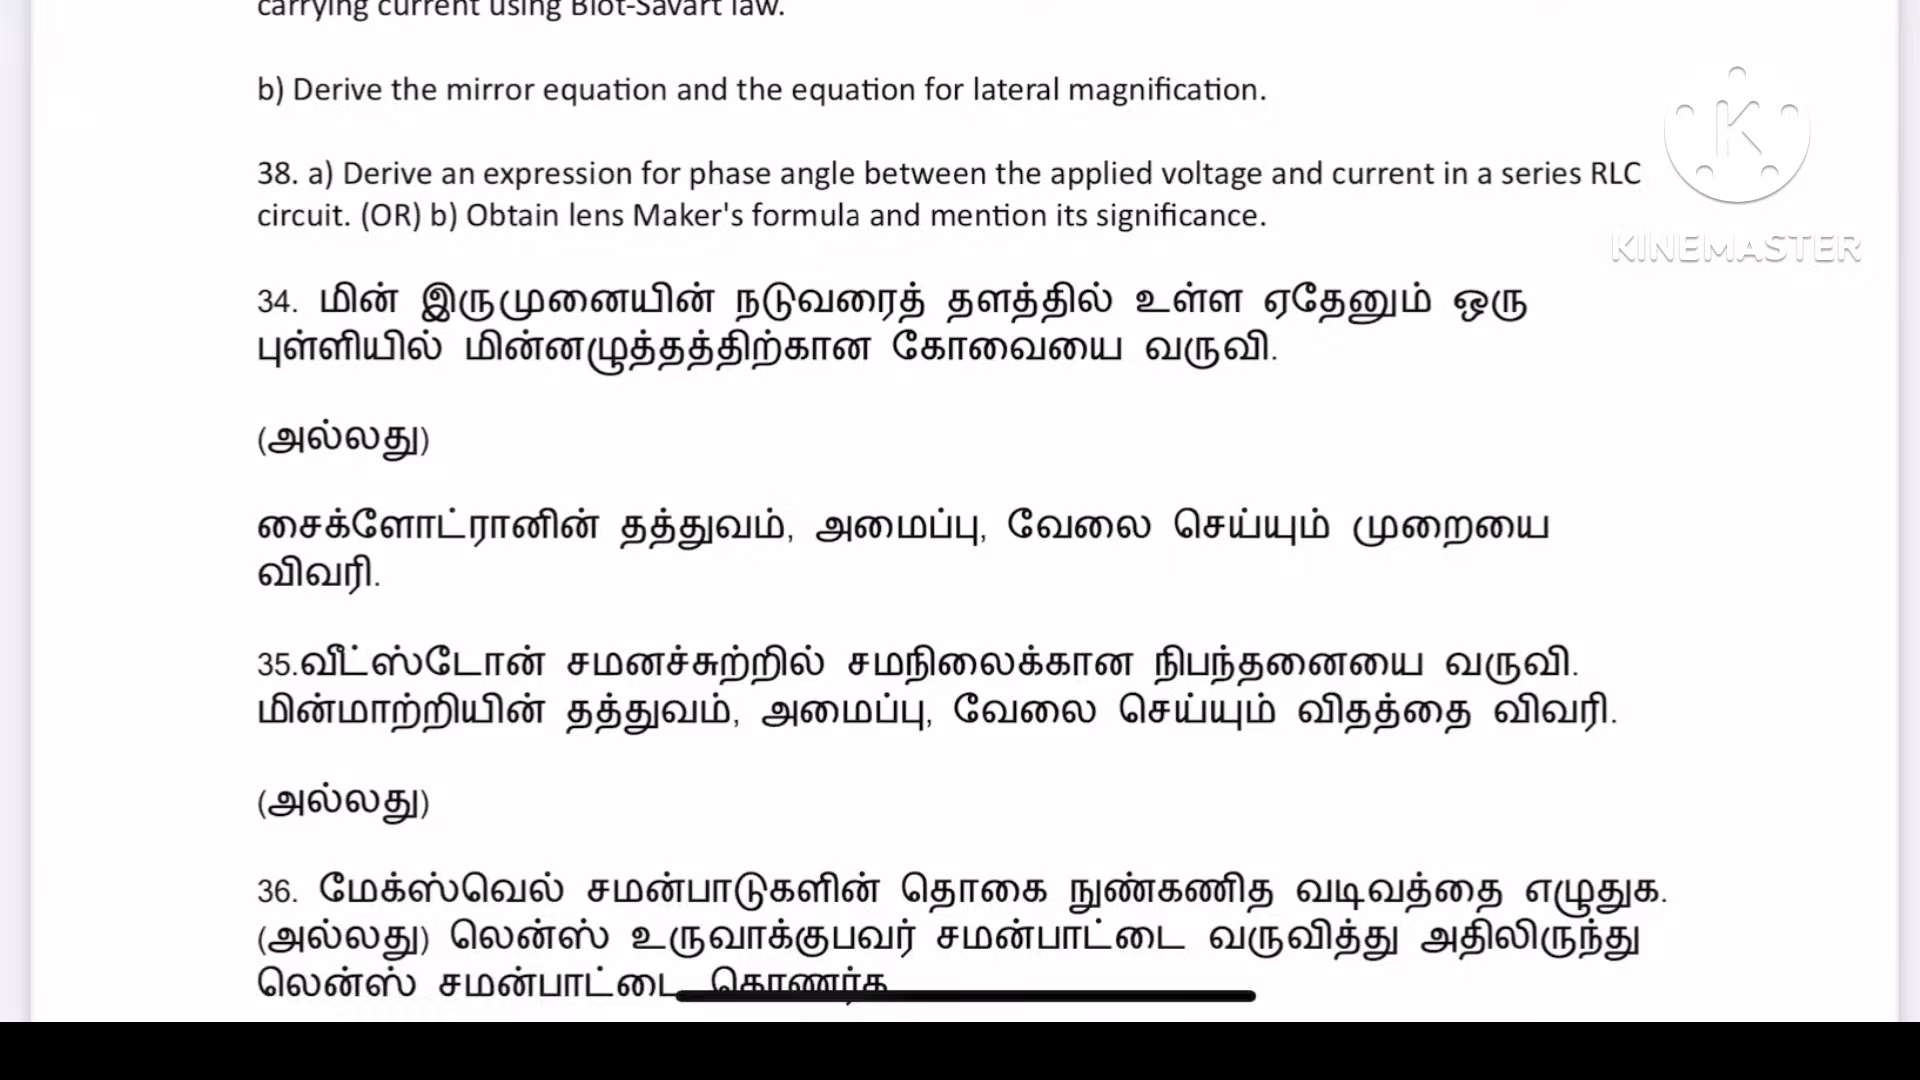 carrying current using Biot-Savart law.
b) Derive the mirror equation and the equation for lateral magnification.
38. a) Derive an expression for phase angle between the applied voltage and current in a series RLC
circuit. (OR) b) Obtain lens Maker's formula and mention its significance.
KINEMASTER
34. மின் இருமுனையின் நடுவரைத் தளத்தில் உள்ள ஏதேனும் ஒரு
புள்ளியில் மின்னழுத்தத்திற்கான கோவையை வருவி.
(அல்லது)
சைக்ளோட்ரானின் தத்துவம், அமைப்பு, வேலை செய்யும் முறையை
விவரி.
35.வீட்ஸ்டோன் சமனச்சுற்றில் சமநிலைக்கான நிபந்தனையை வருவி.
மின்மாற்றியின் தத்துவம், அமைப்பு, வேலை செய்யும் விதத்தை விவரி.
(அல்லது)
36. மேக்ஸ்வெல் சமன்பாடுகளின் தொகை நுண்கணித வடிவத்தை எழுதுக.
(அல்லது) லென்ஸ் உருவாக்குபவர் சமன்பாட்டை வருவித்து அதிலிருந்து
லென்ஸ் சமன்பாட்டை கொணர்க